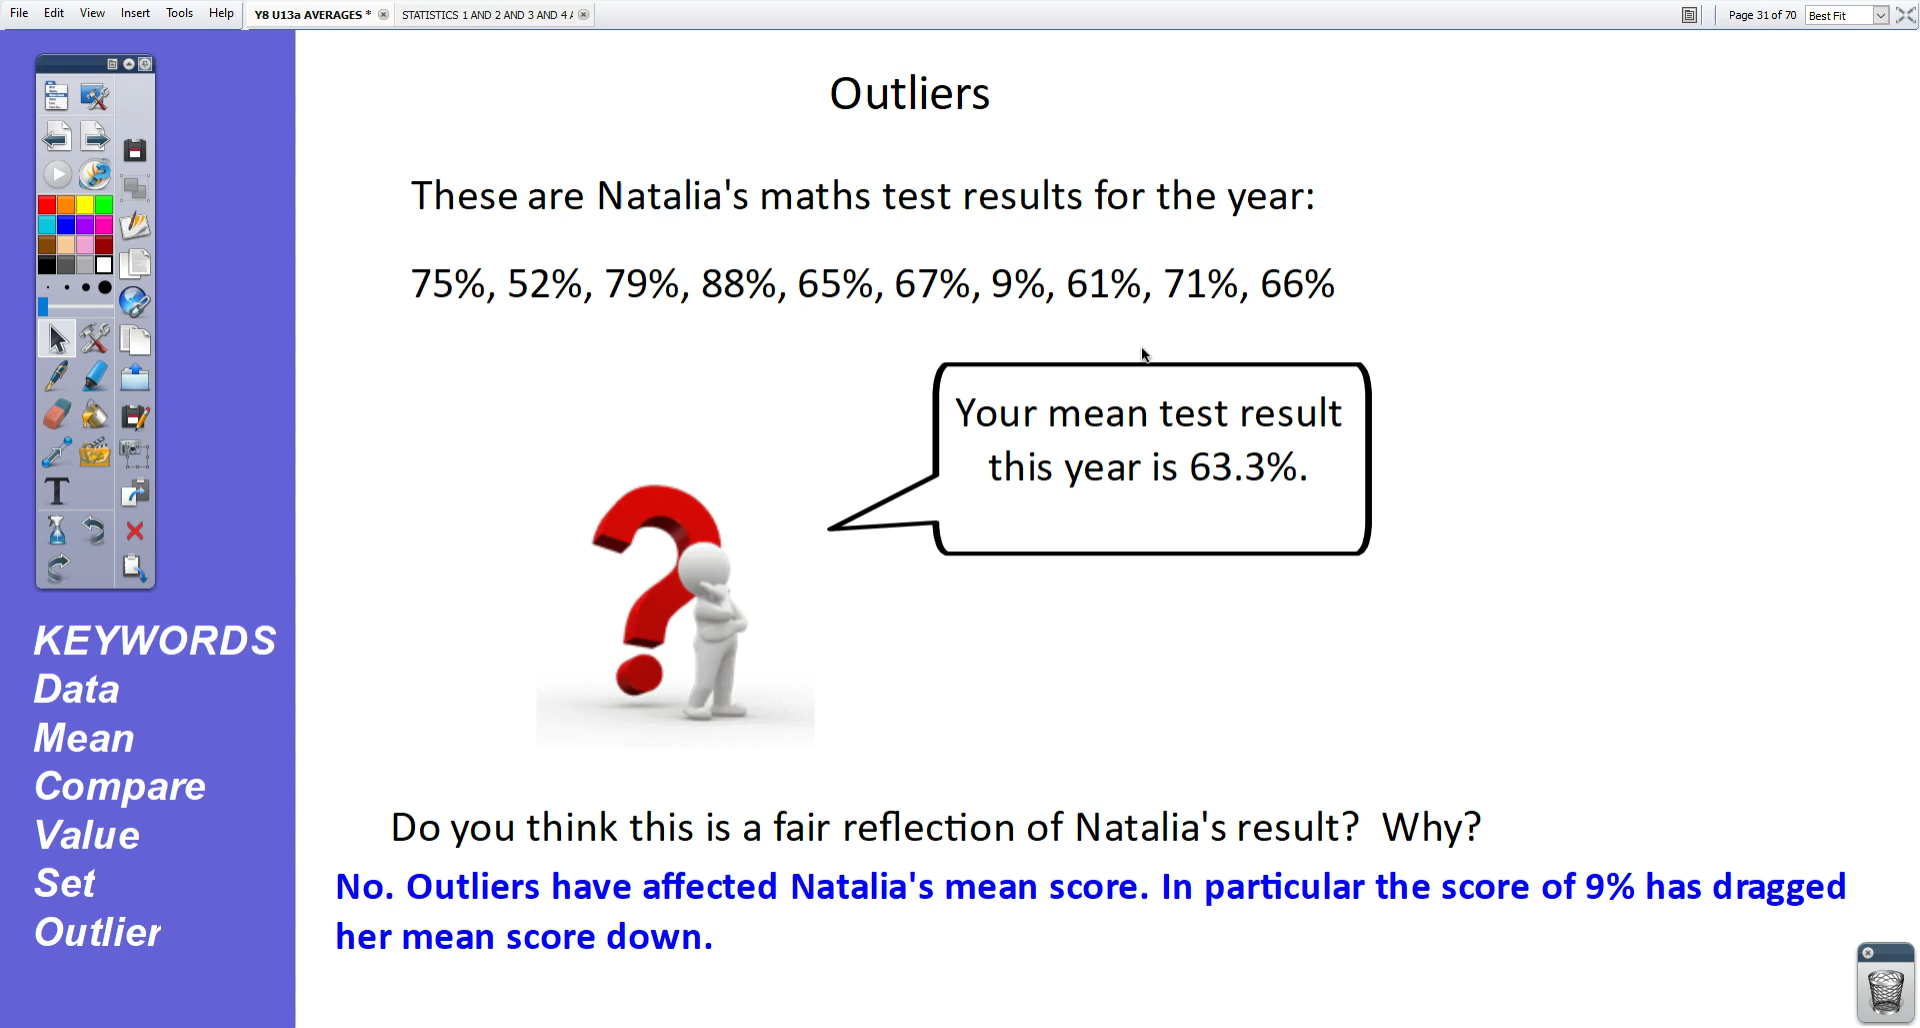 File Edit View Insert Tools Help Y8 U13a AVERAGES * STATISTICS 1 AND 2 AND 3 AND 4 Page 31 of 70 Best Fit
Outliers
These are Natalia's maths test results for the year:
75%, 52%, 79%, 88%, 65%, 67%, 9%, 61%, 71%, 66%
Your mean test result
this year is 63.3%.
T
KEYWORDS
Data
Mean
Compare
Value
Set
Outlier
Do you think this is a fair reflection of Natalia's result? Why?
No. Outliers have affected Natalia's mean score. In particular the score of 9% has dragged
her mean score down.